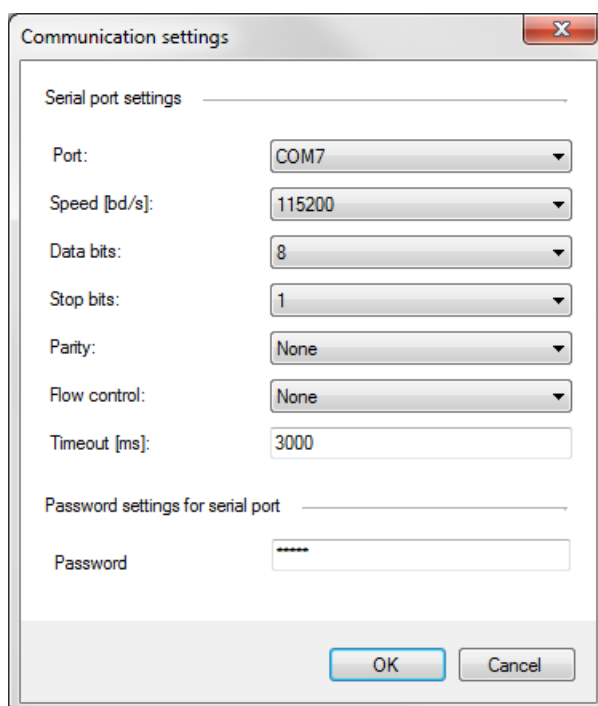 Communication settings
Serial port settings
Port: COM7
Speed [bd/s]: 115200
Data bits: 8
Stop bits: 1
Parity: None
Flow control: None
Timeout [ms]: 3000
Password settings for serial port
Password *****
OK Cancel